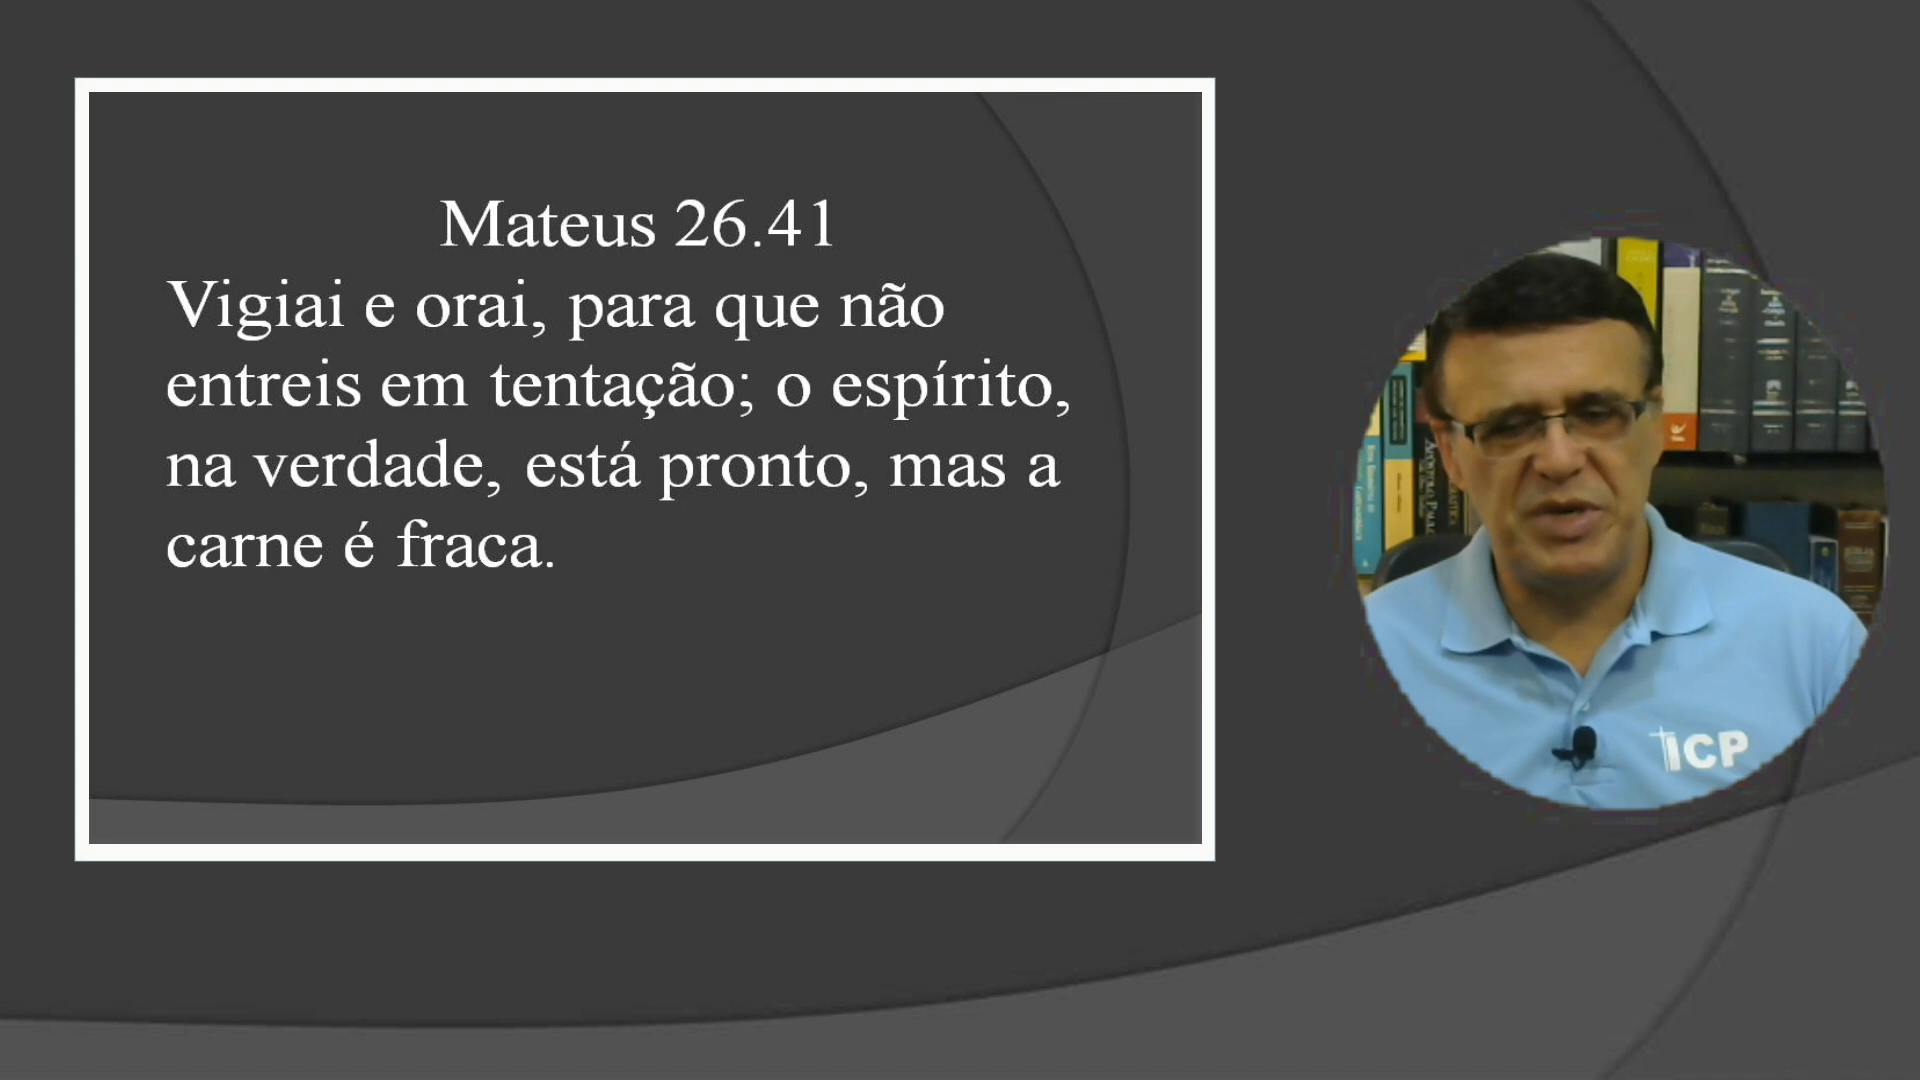 Mateus 26.41
Vigiai e orai, para que não
entreis em tentação; o espírito,
na verdade, está pronto, mas a
carne é fraca.
ICP